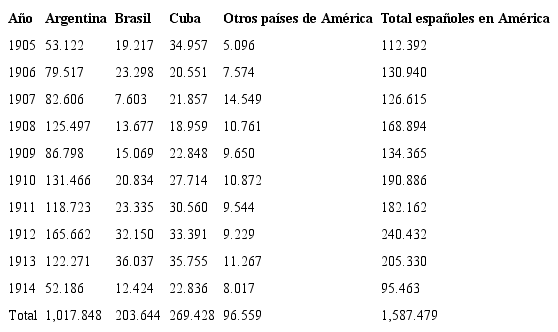 Año Argentina Brasil Cuba Otros países de América Total españoles en América
1905 53.122 19.217 34.957 5.096 112.392
1906 79.517 23.298 20.551 7.574 130.940
1907 82.606 7.603 21.857 14.549 126.615
1908 125.497 13.677 18.959 10.761 168.894
1909 86.798 15.069 22.848 9.650 134.365
1910 131.466 20.834 27.714 10.872 190.886
1911 118.723 23.335 30.560 9.544 182.162
1912 165.662 32.150 33.391 9.229 240.432
1913 122.271 36.037 35.755 11.267 205.330
1914 52.186 12.424 22.836 8.017 95.463
Total 1,017.848 203.644 269.428 96.559 1,587.479